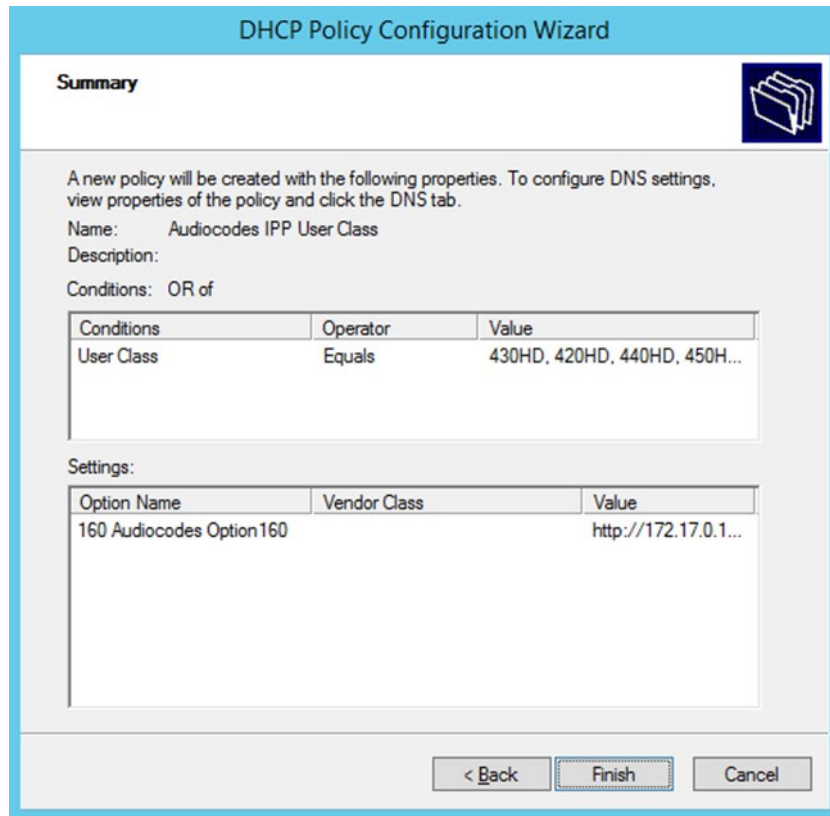 DHCP Policy Configuration Wizard
Summary
A new policy will be created with the following properties. To configure DNS settings,
view properties of the policy and click the DNS tab.
Name: Audiocodes IPP User Class
Description:
Conditions: OR of
Conditions Operator Value
User Class Equals 430HD, 420HD, 440HD, 450H...
Settings:
Option Name Vendor Class Value
160 Audiocodes Option160 http://172.17.0.1...
< Back Finish Cancel